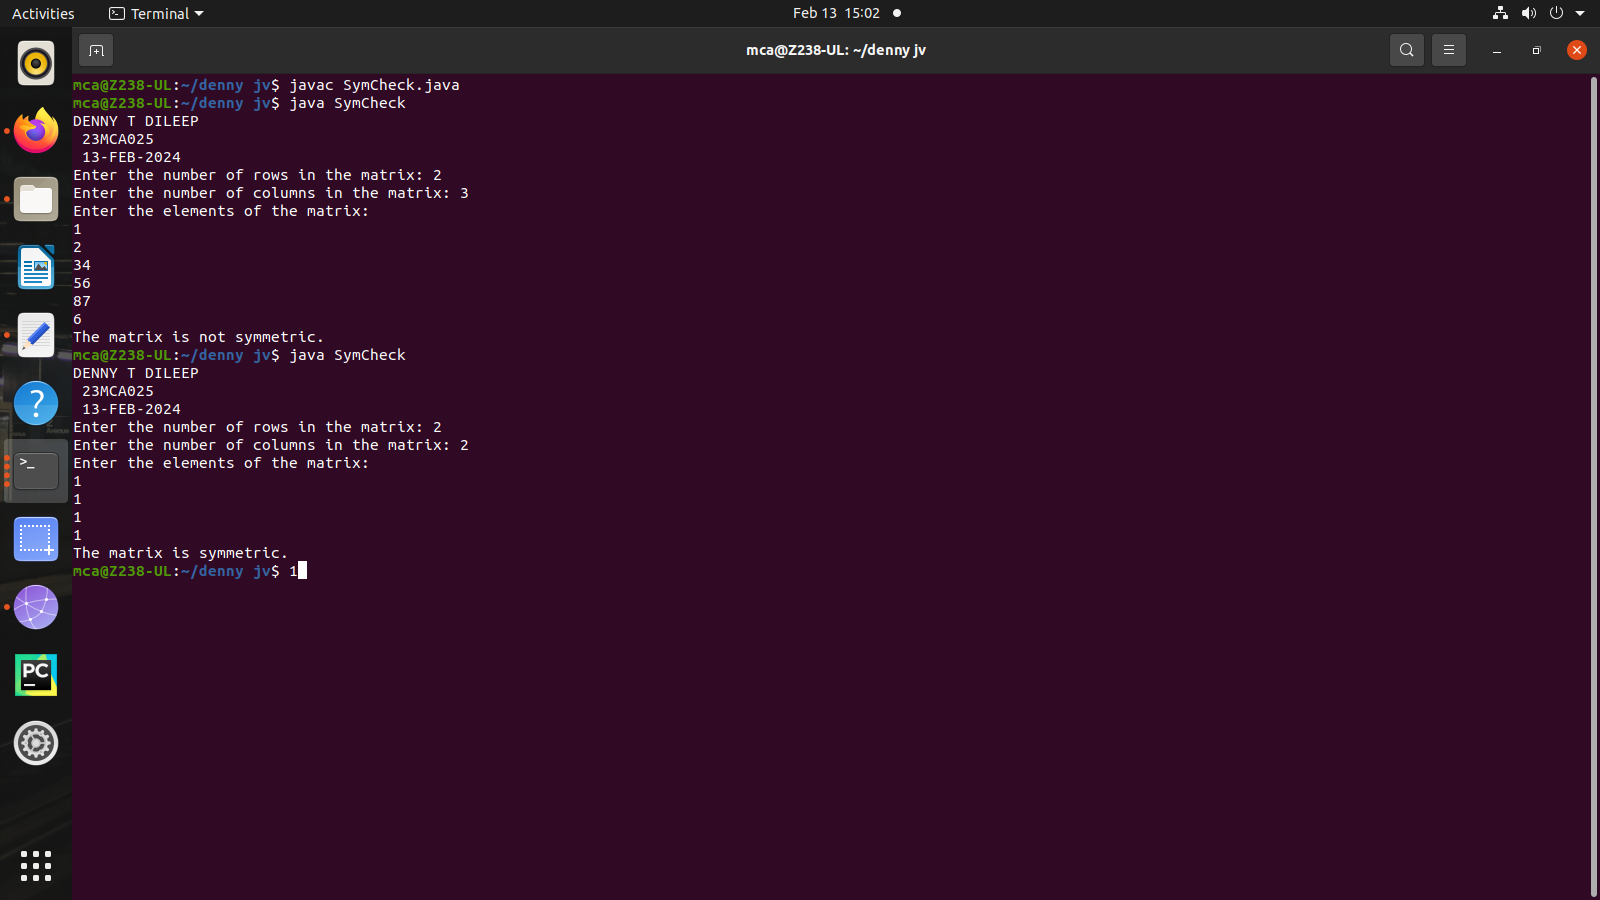 Activities
Terminal
Feb 13 15:02
mca@Z238-UL: ~/denny jv
mca@Z238-UL:~/denny jv$ javac SymCheck.java
mca@Z238-UL:~/denny jv$ java SymCheck
DENNY T DILEEP
 23MCA025
 13-FEB-2024
Enter the number of rows in the matrix: 2
Enter the number of columns in the matrix: 3
Enter the elements of the matrix:
1
2
34
56
87
6
The matrix is not symmetric.
mca@Z238-UL:~/denny jv$ java SymCheck
DENNY T DILEEP
 23MCA025
 13-FEB-2024
Enter the number of rows in the matrix: 2
Enter the number of columns in the matrix: 2
Enter the elements of the matrix:
1
1
1
1
The matrix is symmetric.
mca@Z238-UL:~/denny jv$ 1
?
>_
PC